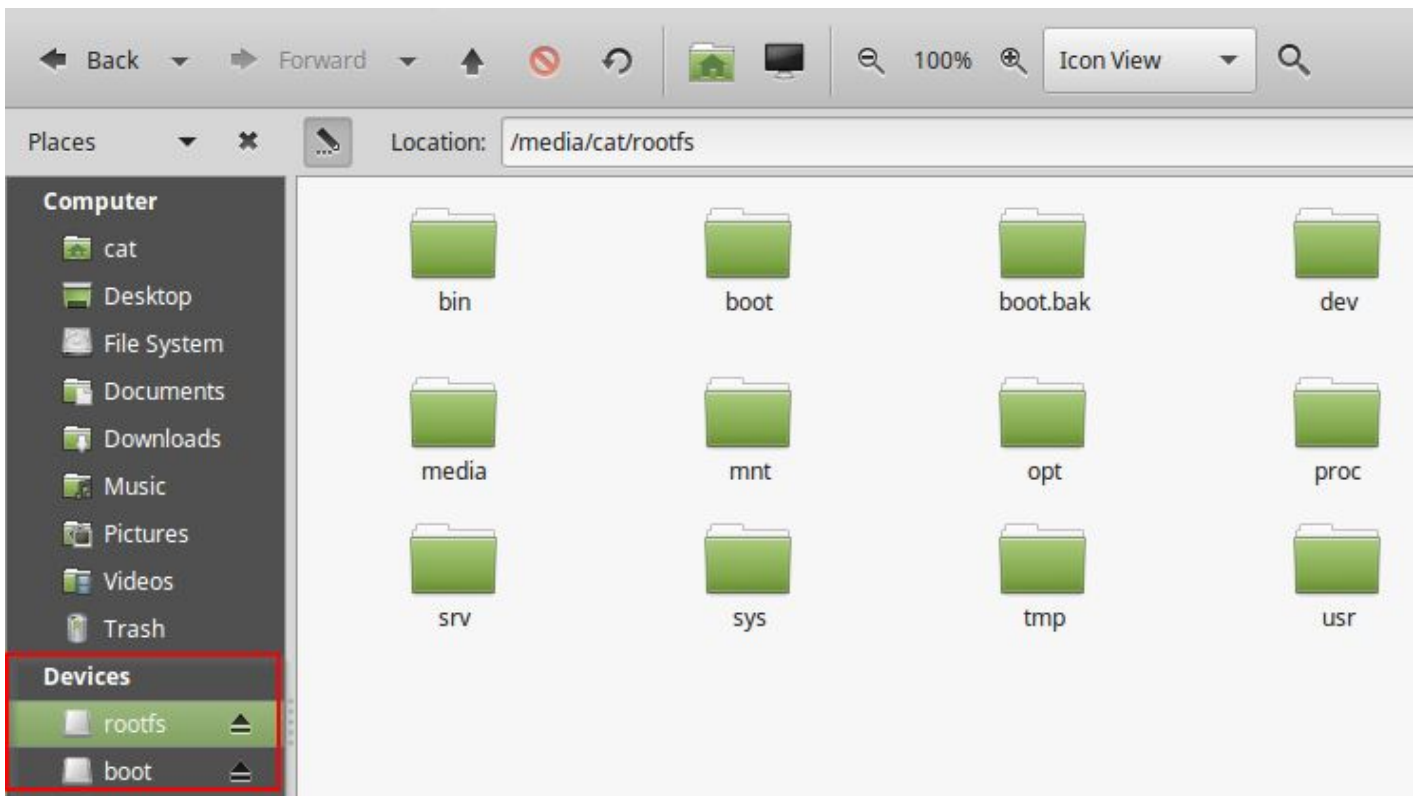 Back Forward 100% Icon View
Places Location: /media/cat/rootfs
Computer
cat
Desktop
File System
Documents
Downloads
Music
Pictures
Videos
Trash
Devices
rootfs
boot
bin boot boot.bak dev
media mnt opt proc
srv sys tmp usr